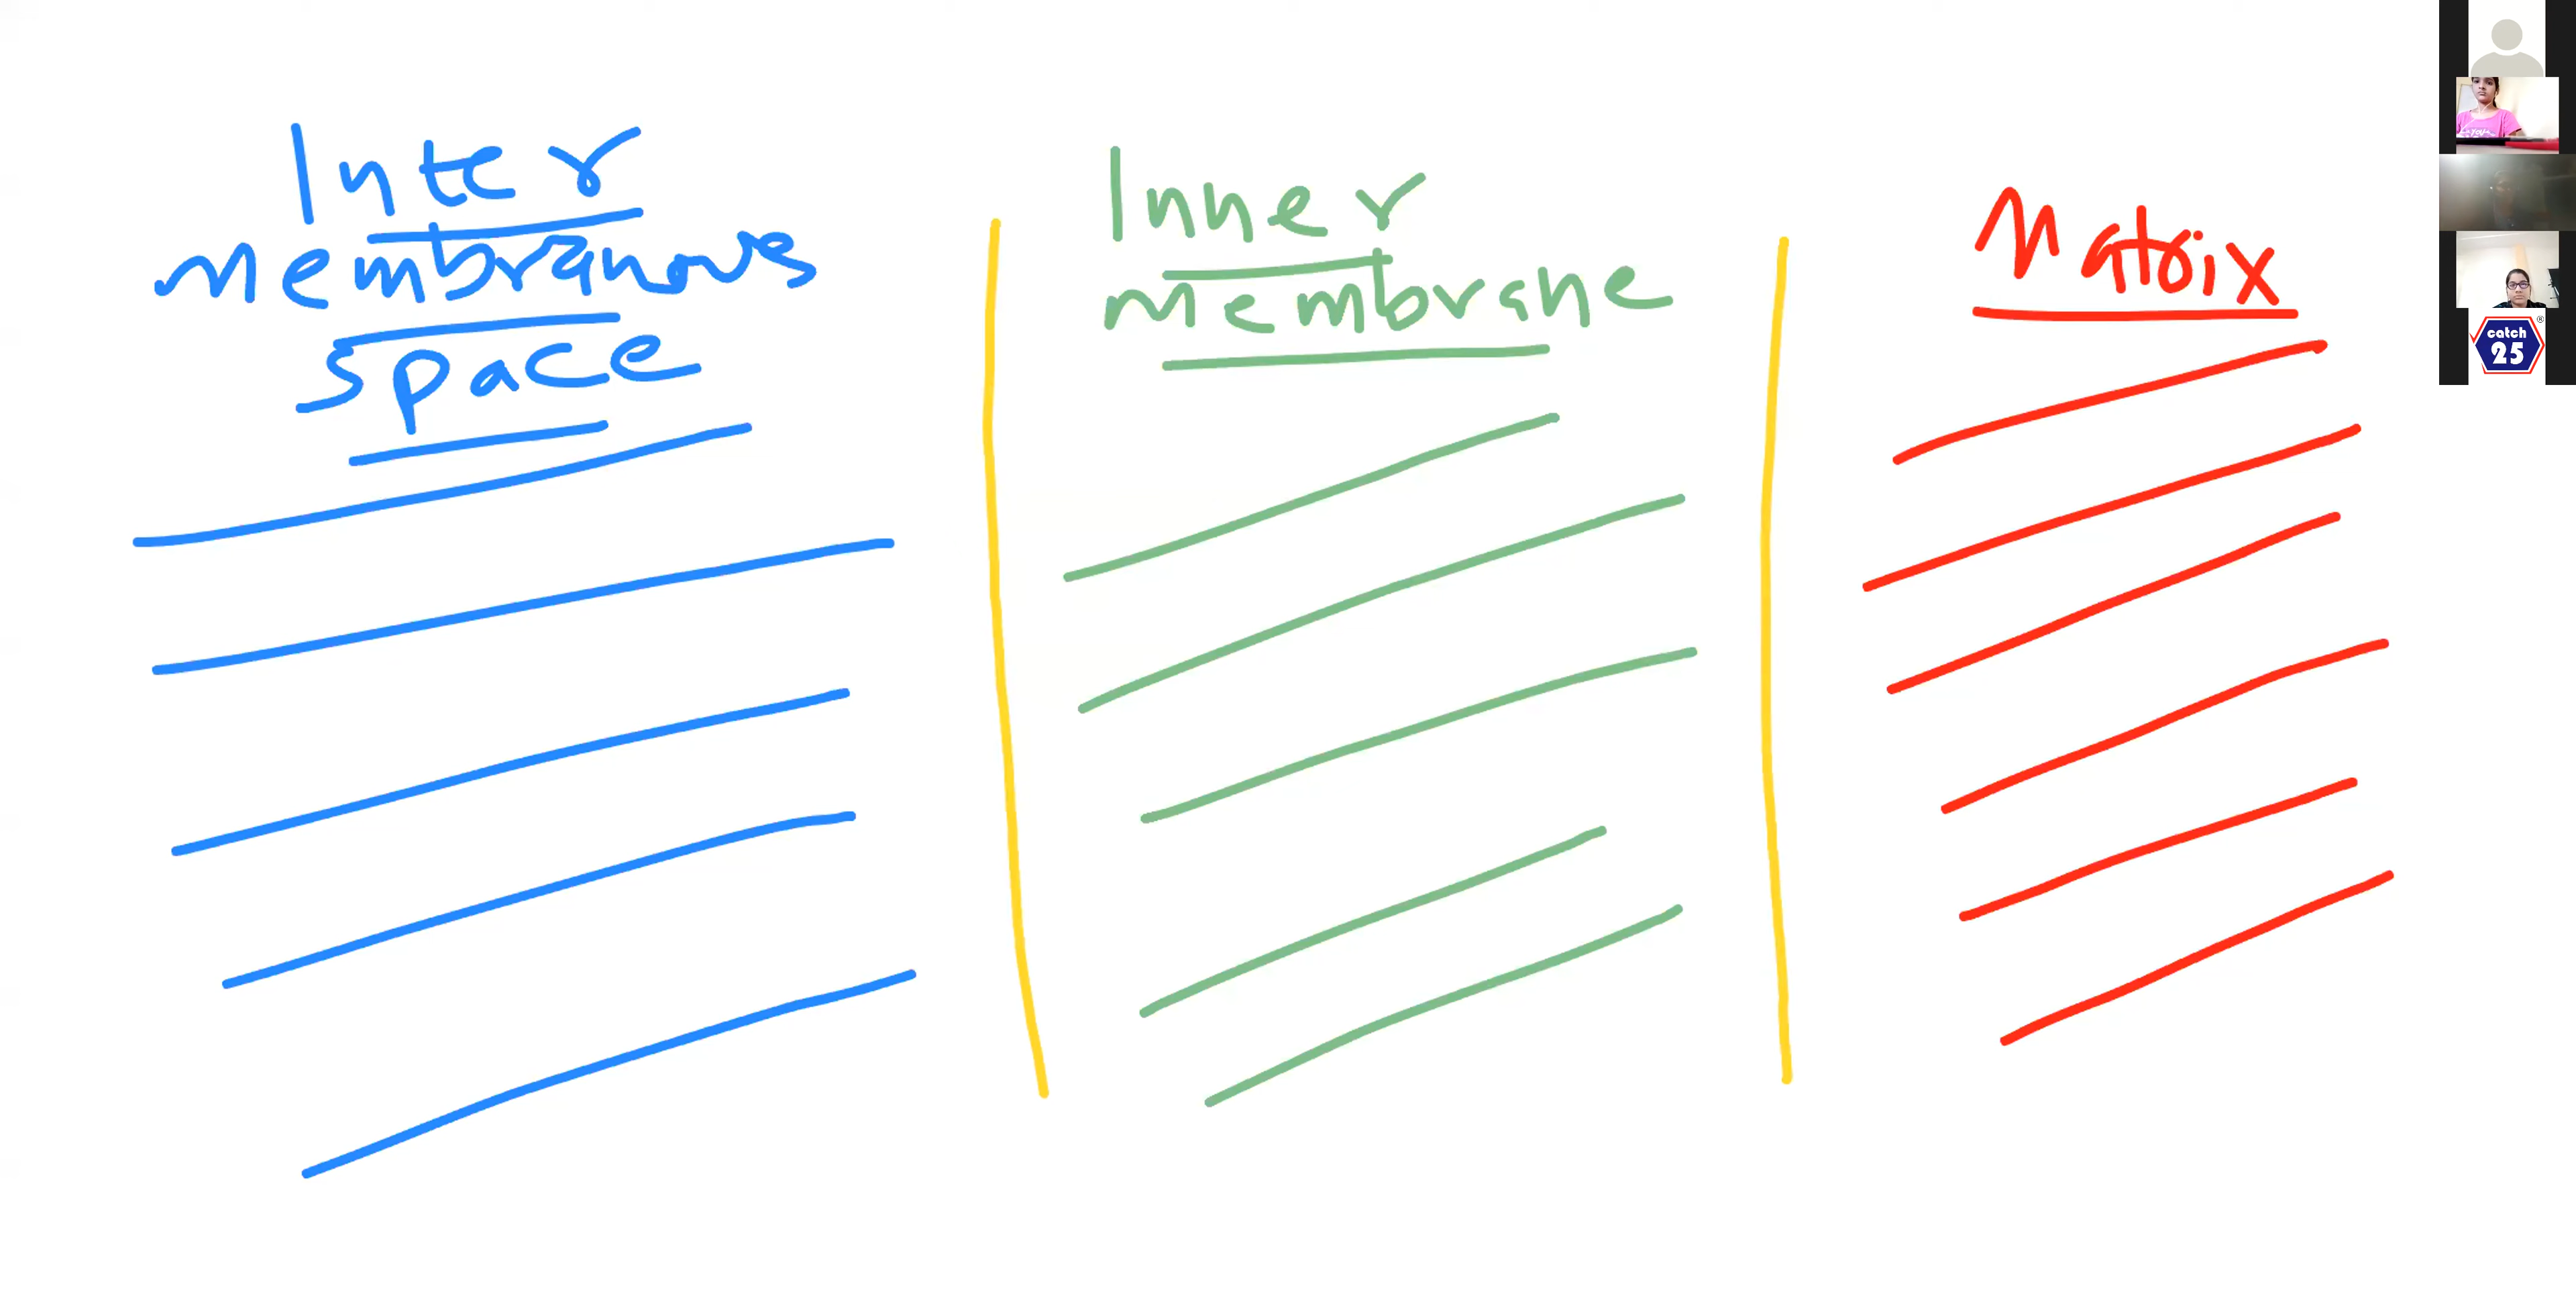 Inter
membranous
space
Inner
membrane
Matrix
catch
25
®